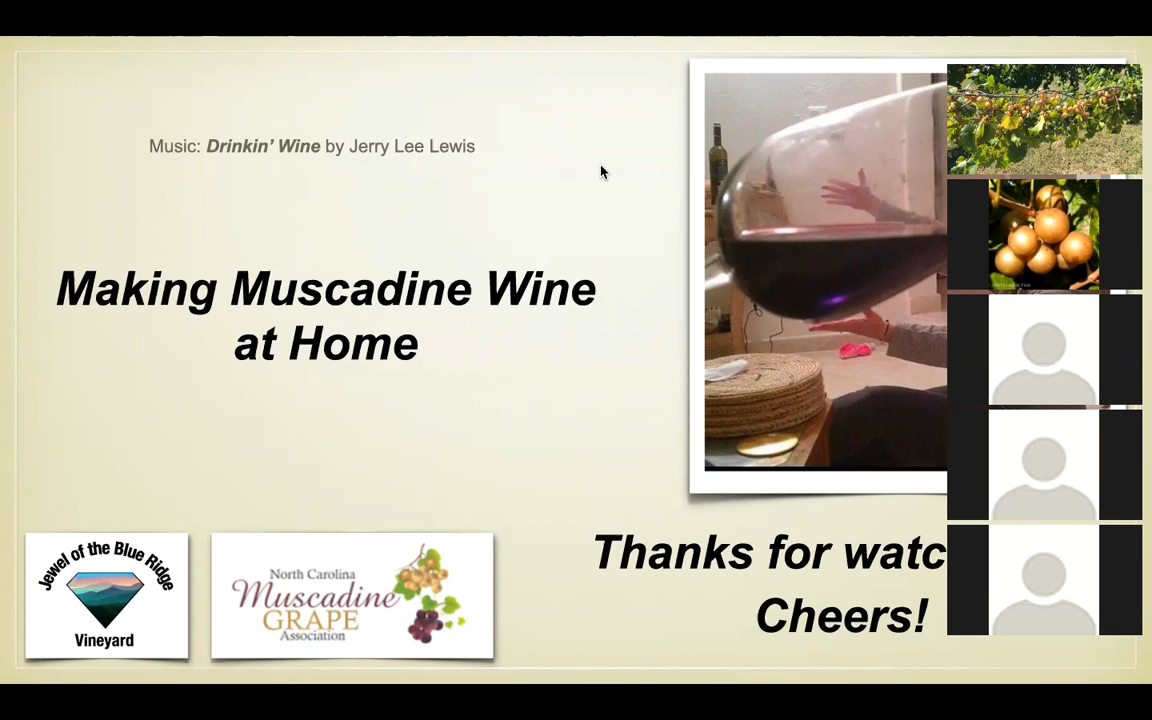 Music: Drinkin’ Wine by Jerry Lee Lewis
Making Muscadine Wine
at Home
Jewel of the Blue Ridge
Vineyard
North Carolina
Muscadine
GRAPE
Association
Thanks for watc
Cheers!